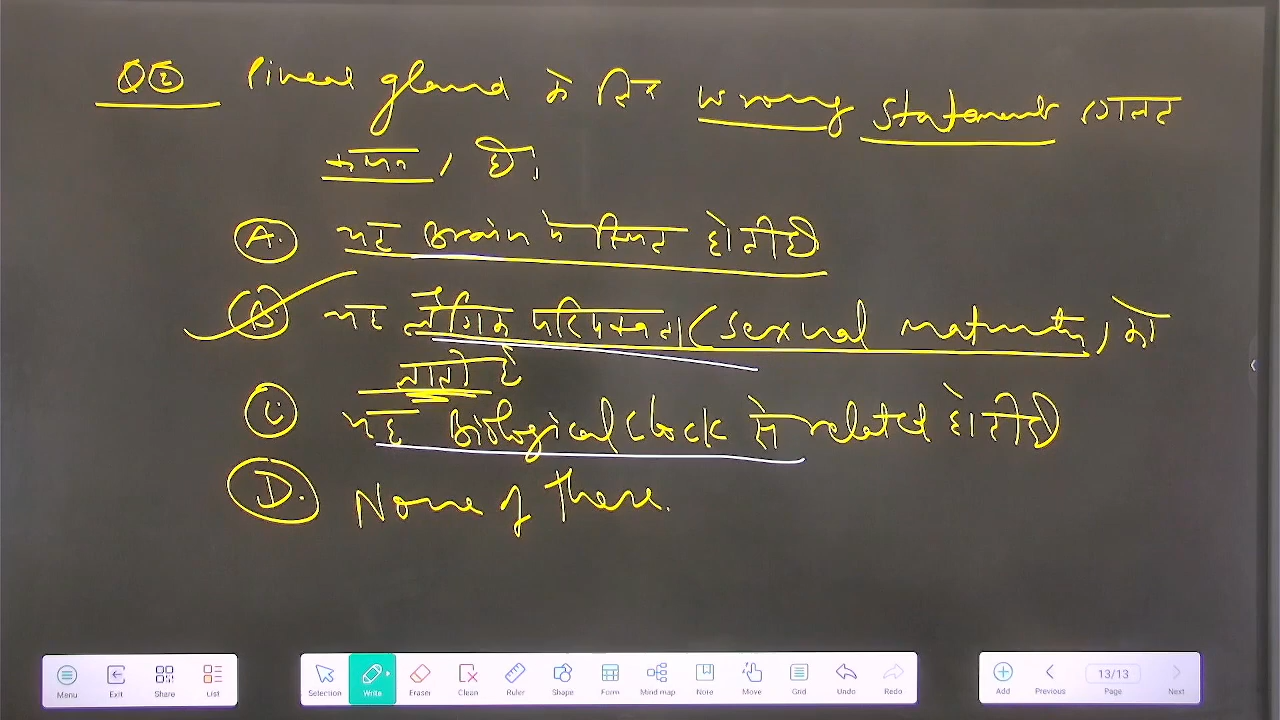 Q② Pineal gland के लिए wrong statement गलत
कथन, है।
A. यह Brain में स्थित होती है
B. यह लैंगिक परिपक्वता (Sexual maturity) को
लाती है
C यह Biological clock से related होती है
D. None of these.
Menu
Exit
Share
List
Selection
Write
Eraser
Clean
Ruler
Shape
Form
Mind map
Note
Move
Grid
Undo
Redo
Add
Previous
13/13
Page
Next